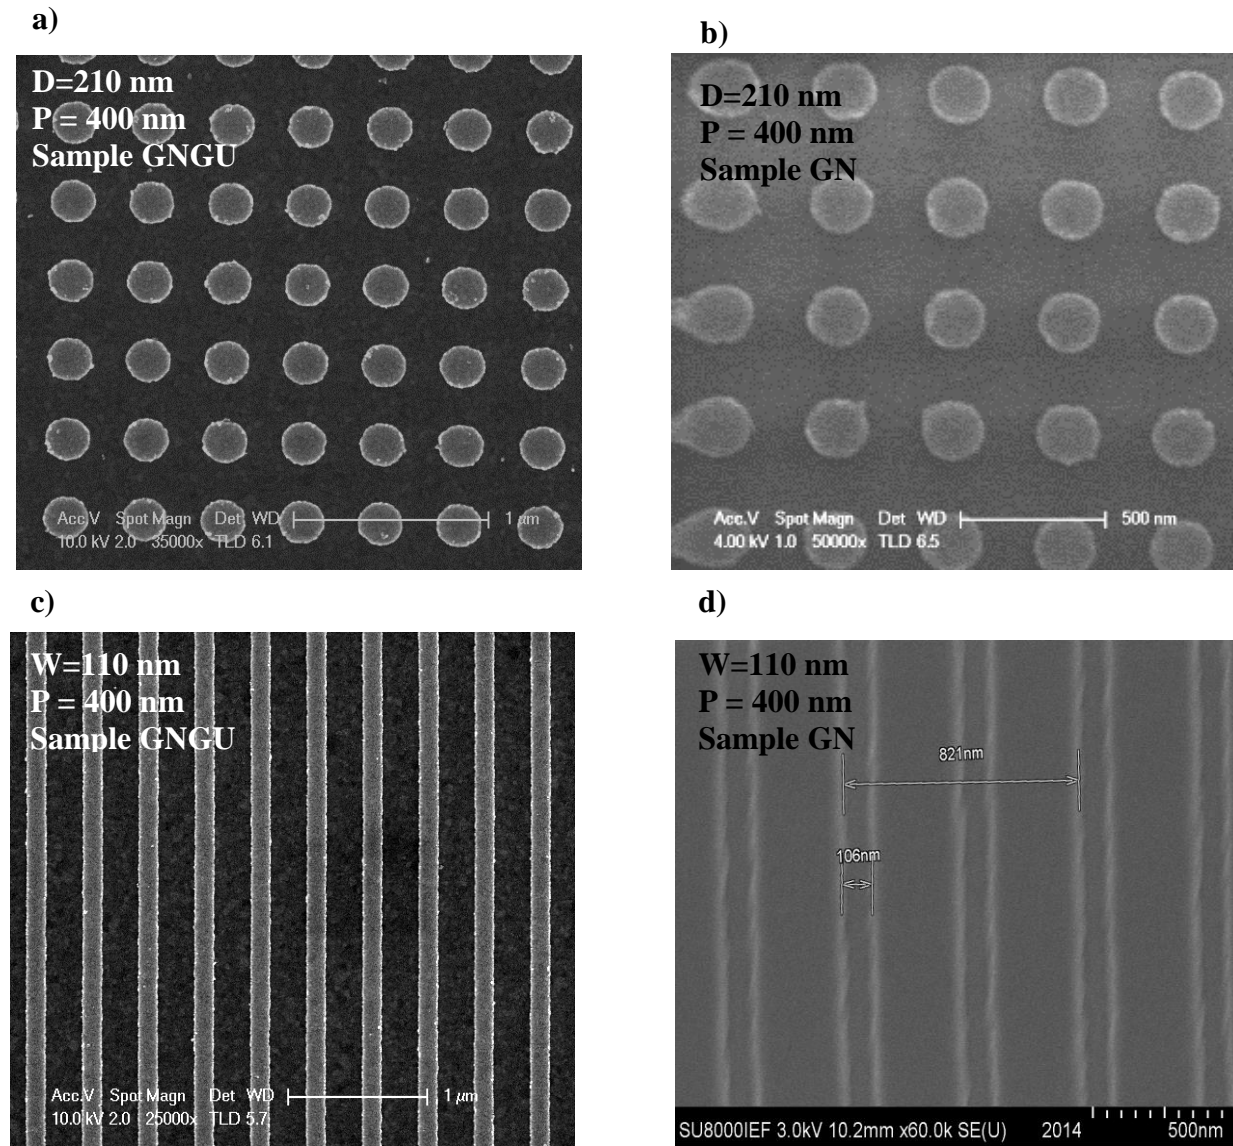 a)
D=210 nm
P = 400 nm
Sample GNGU
Acc.V Spot Magn Det WD 1 µm
10.0 kV 2.0 35000x TLD 6.1
b)
D=210 nm
P = 400 nm
Sample GN
Acc.V Spot Magn Det WD 500 nm
4.00 kV 1.0 50000x TLD 6.5
c)
W=110 nm
P = 400 nm
Sample GNGU
Acc.V Spot Magn Det WD 1 µm
10.0 kV 2.0 25000x TLD 5.7
d)
W=110 nm
P = 400 nm
Sample GN
821nm
106nm
SU8000IEF 3.0kV 10.2mm x60.0k SE(U) 2014 500nm